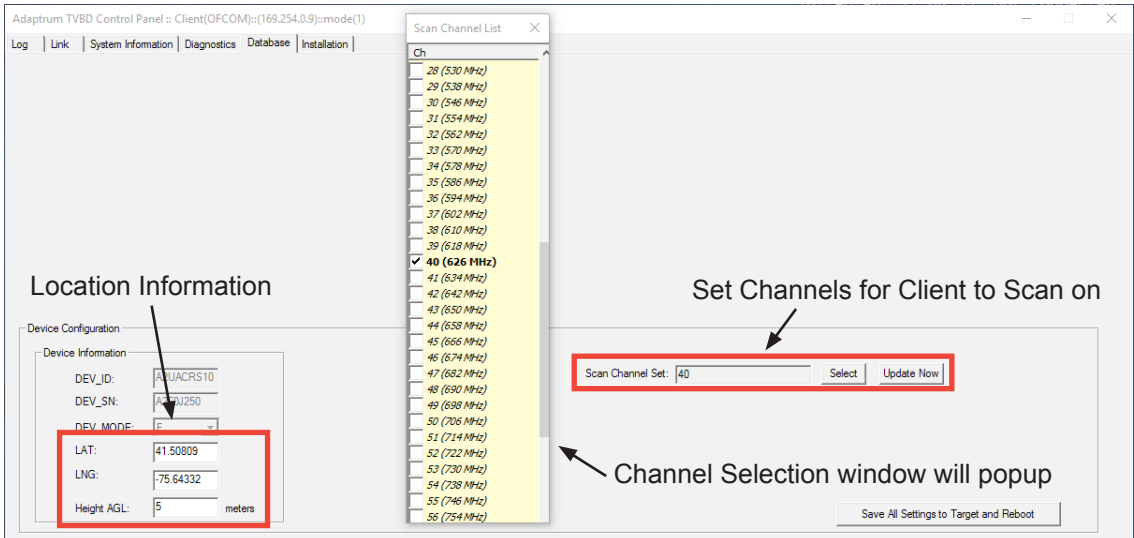 Adaptrum TVBD Control Panel :: Client(OFCOM)::(169.254.0.9)::mode(1)
Log Link System Information Diagnostics Database Installation
Scan Channel List
Ch
28 (530 MHz)
29 (538 MHz)
30 (546 MHz)
31 (554 MHz)
32 (562 MHz)
33 (570 MHz)
34 (578 MHz)
35 (586 MHz)
36 (594 MHz)
37 (602 MHz)
38 (610 MHz)
39 (618 MHz)
40 (626 MHz)
41 (634 MHz)
42 (642 MHz)
43 (650 MHz)
44 (658 MHz)
45 (666 MHz)
46 (674 MHz)
47 (682 MHz)
48 (690 MHz)
49 (698 MHz)
50 (706 MHz)
51 (714 MHz)
52 (722 MHz)
53 (730 MHz)
54 (738 MHz)
55 (746 MHz)
56 (754 MHz)
Location Information
Device Configuration
Device Information
DEV_ID: A2UACRS10
DEV_SN:
DEV_MODE: F
LAT: 41.50809
LNG: -75.64332
Height AGL: 5 meters
Set Channels for Client to Scan on
Scan Channel Set: 40 Select Update Now
Channel Selection window will popup
Save All Settings to Target and Reboot